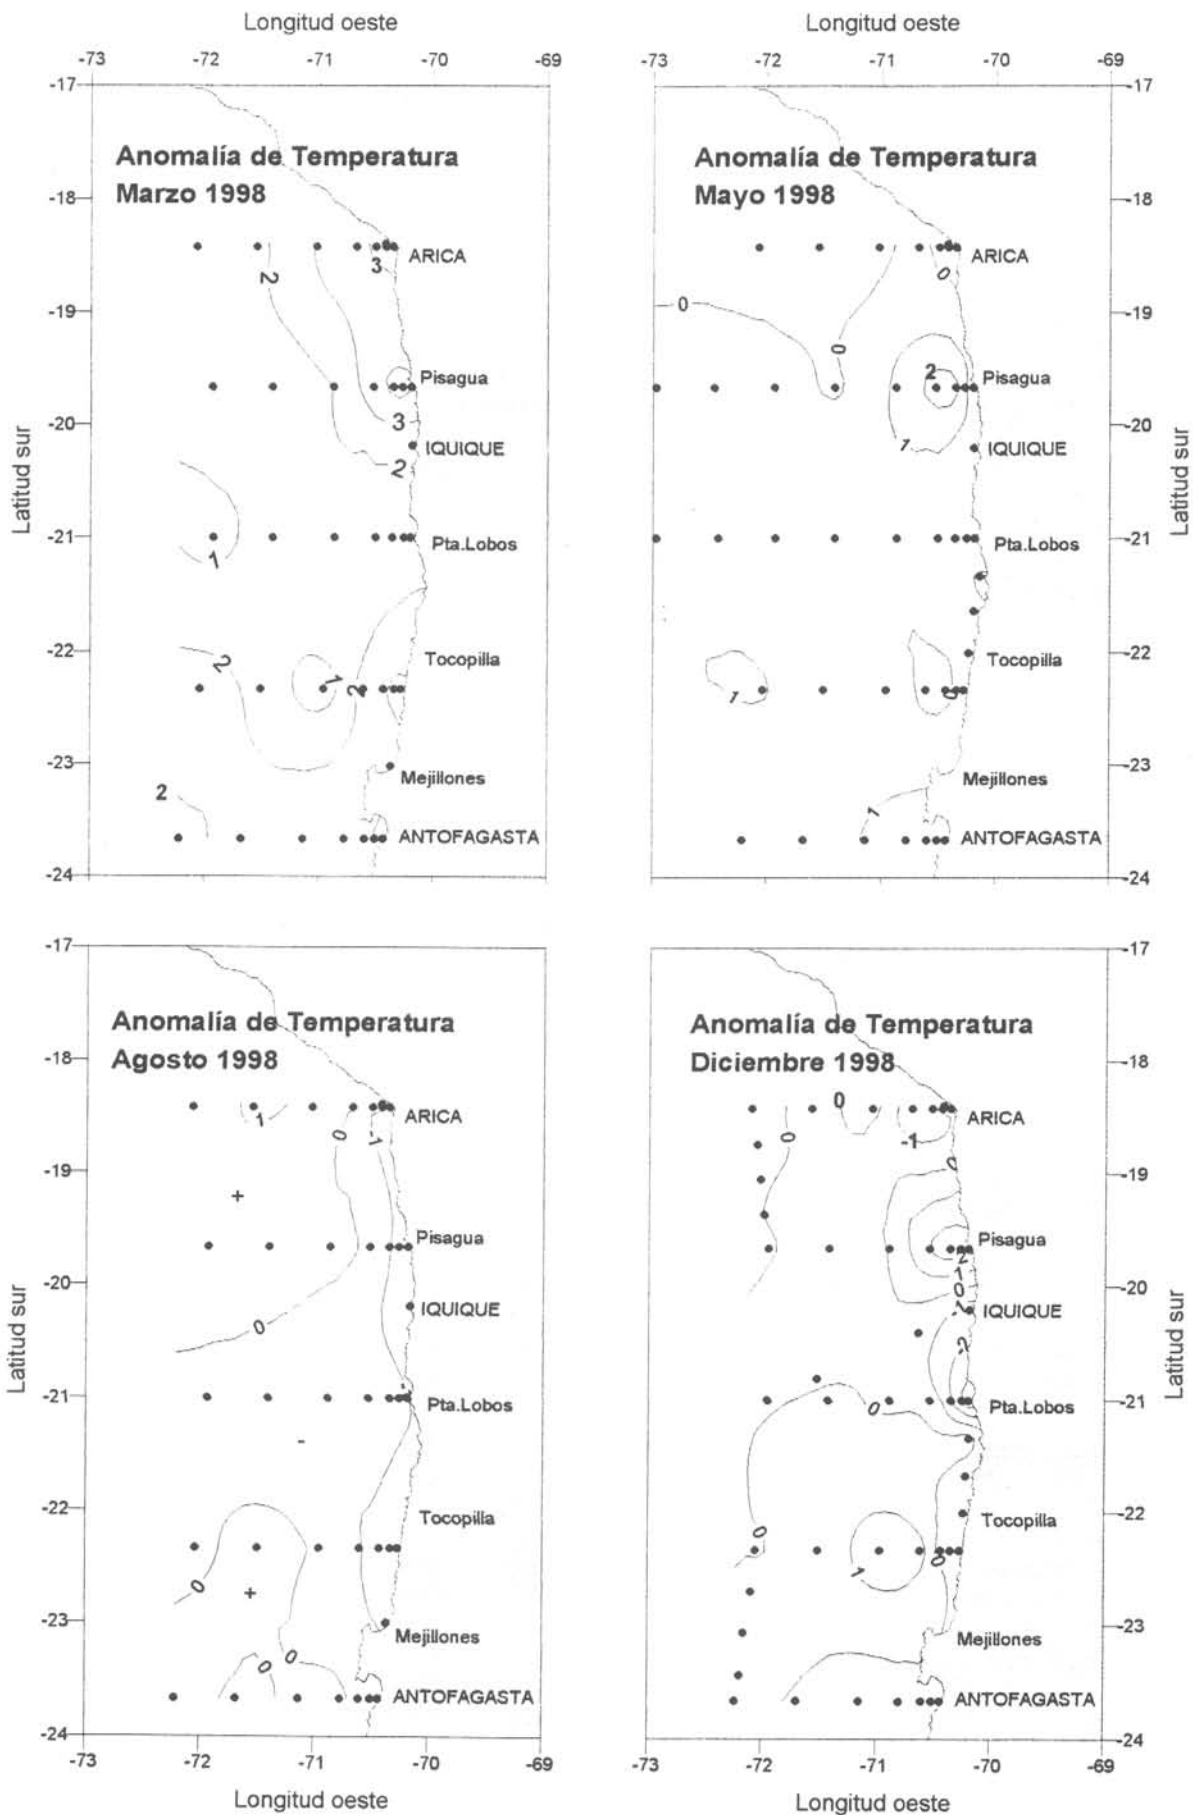 Longitud oeste
-73 -72 -71 -70 -69
-17
-18
-19
-20
-21
-22
-23
-24
Latitud sur
Anomalía de Temperatura
Marzo 1998
3
ARICA
2
Pisagua
3
IQUIQUE
2
Pta.Lobos
1
Tocopilla
2
1
2
Mejillones
2
ANTOFAGASTA
Longitud oeste
-73 -72 -71 -70 -69
-17
-18
-19
-20
-21
-22
-23
-24
Latitud sur
Anomalía de Temperatura
Mayo 1998
ARICA
0
0
0
2
Pisagua
1
IQUIQUE
Pta.Lobos
Tocopilla
1
0
Mejillones
1
ANTOFAGASTA
-17
-18
-19
-20
-21
-22
-23
-24
Latitud sur
Anomalía de Temperatura
Agosto 1998
1
ARICA
0
-1
+
Pisagua
IQUIQUE
0
Pta.Lobos
-
Tocopilla
0
+
Mejillones
0
0
ANTOFAGASTA
-73 -72 -71 -70 -69
Longitud oeste
-17
-18
-19
-20
-21
-22
-23
-24
Latitud sur
Anomalía de Temperatura
Diciembre 1998
0
ARICA
0
-1
0
Pisagua
2
1
0
-1
IQUIQUE
-2
Pta.Lobos
0
Tocopilla
0
0
1
Mejillones
ANTOFAGASTA
-73 -72 -71 -70 -69
Longitud oeste